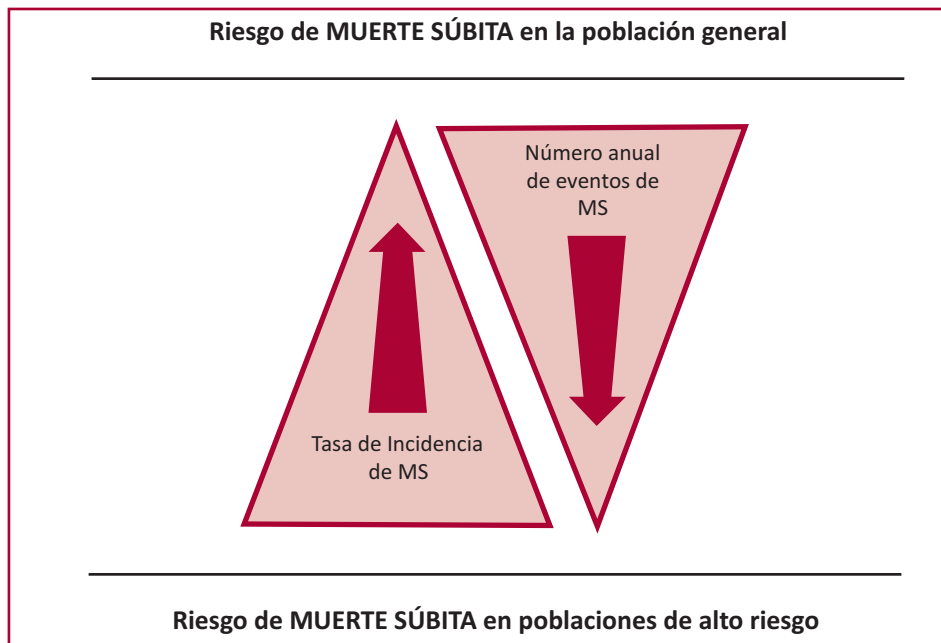 Riesgo de MUERTE SÚBITA en la población general
Número anual
de eventos de
MS
Tasa de Incidencia
de MS
Riesgo de MUERTE SÚBITA en poblaciones de alto riesgo